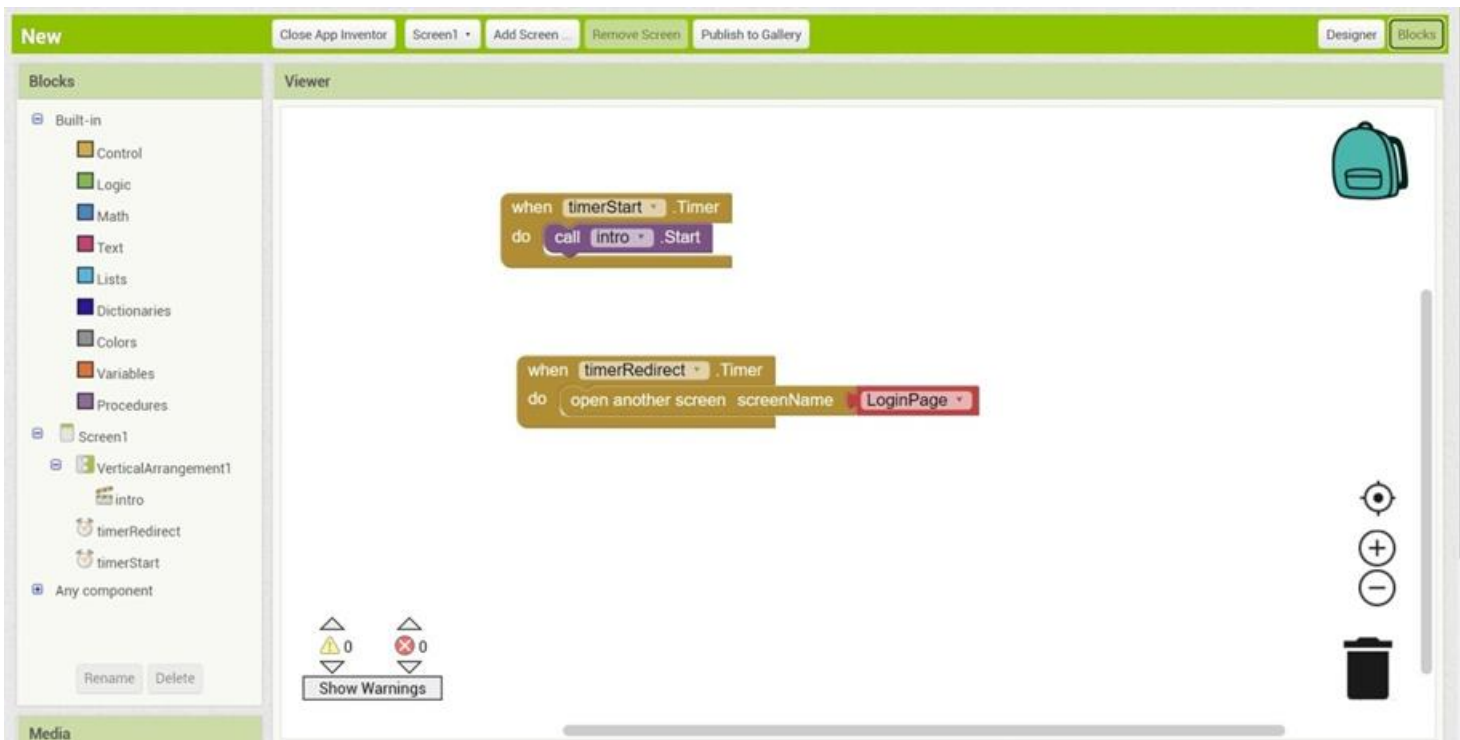 New
Close App Inventor
Screen1
Add Screen ...
Remove Screen
Publish to Gallery
Designer
Blocks
Blocks
Viewer
Built-in
Control
Logic
Math
Text
Lists
Dictionaries
Colors
Variables
Procedures
Screen1
VerticalArrangement1
intro
timerRedirect
timerStart
Any component
Rename Delete
Media
when timerStart .Timer
do call intro .Start
when timerRedirect .Timer
do open another screen screenName LoginPage
0 0
Show Warnings